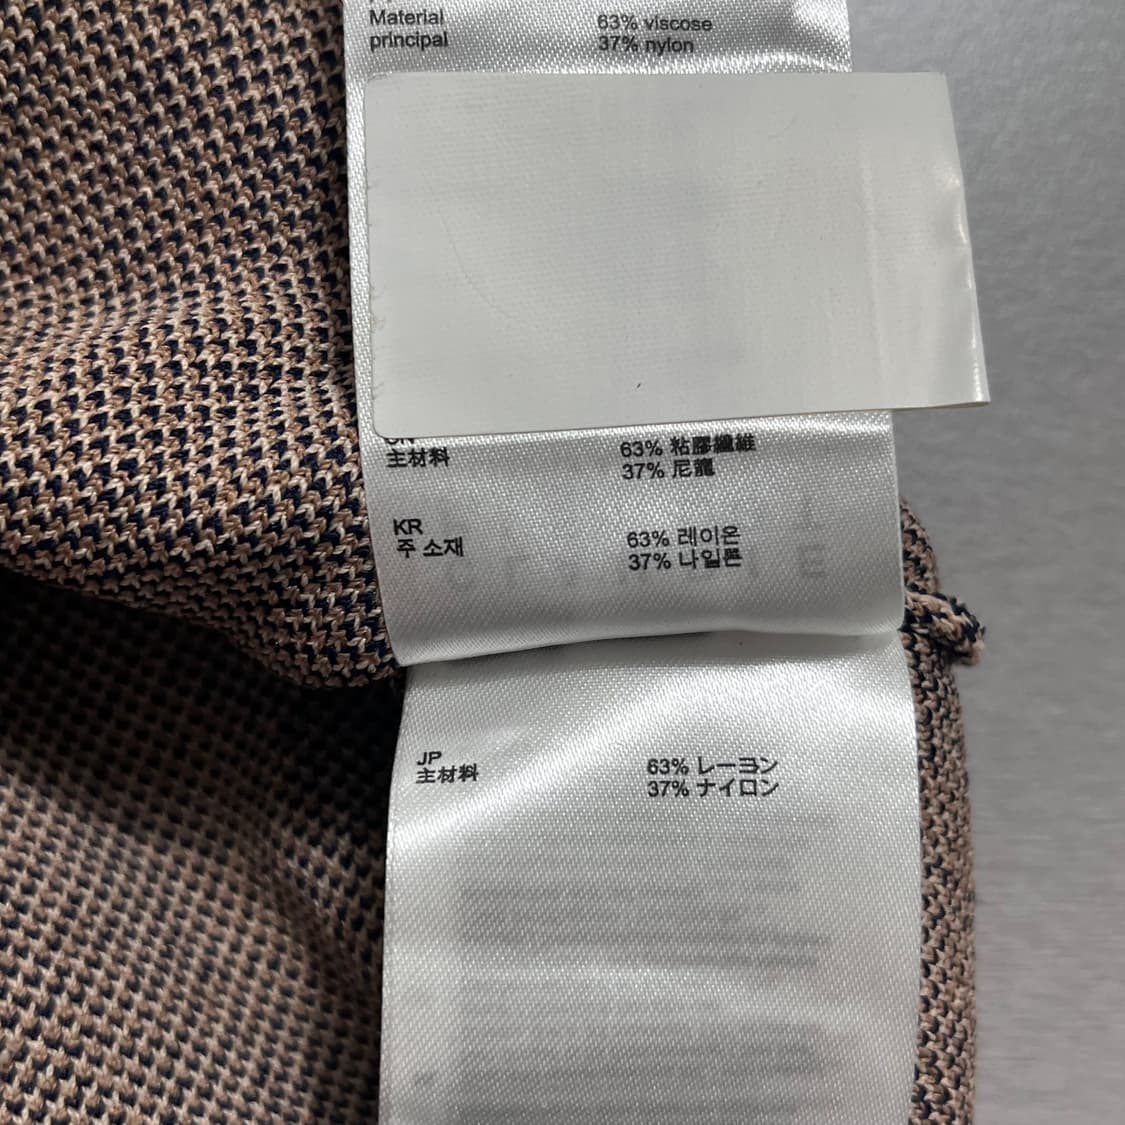 Material
principal
63% viscose
37% nylon
CN
主材料
63% 粘膠纖維
37% 尼龍
KR
주 소재
63% 레이온
37% 나일론
JP
主材料
63% レーヨン
37% ナイロン